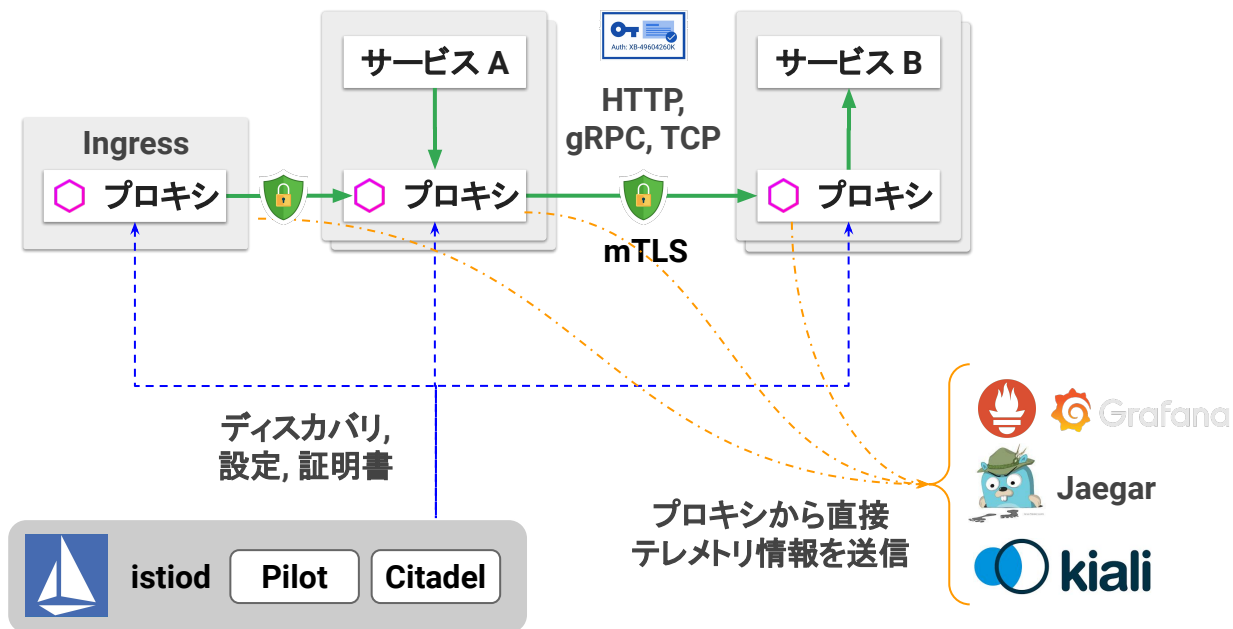 Auth: XB-49604260K
サービス A
サービス B
HTTP,
gRPC, TCP
Ingress
プロキシ
プロキシ
プロキシ
mTLS
ディスカバリ,
設定, 証明書
Grafana
Jaegar
プロキシから直接
テレメトリ情報を送信
kiali
istiod
Pilot
Citadel